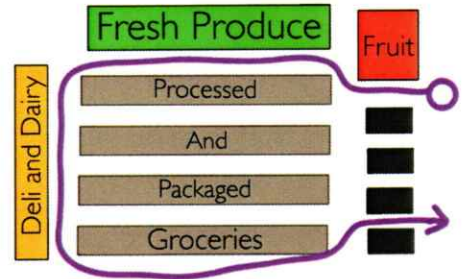 Fresh Produce
Fruit
Deli and Dairy
Processed
And
Packaged
Groceries